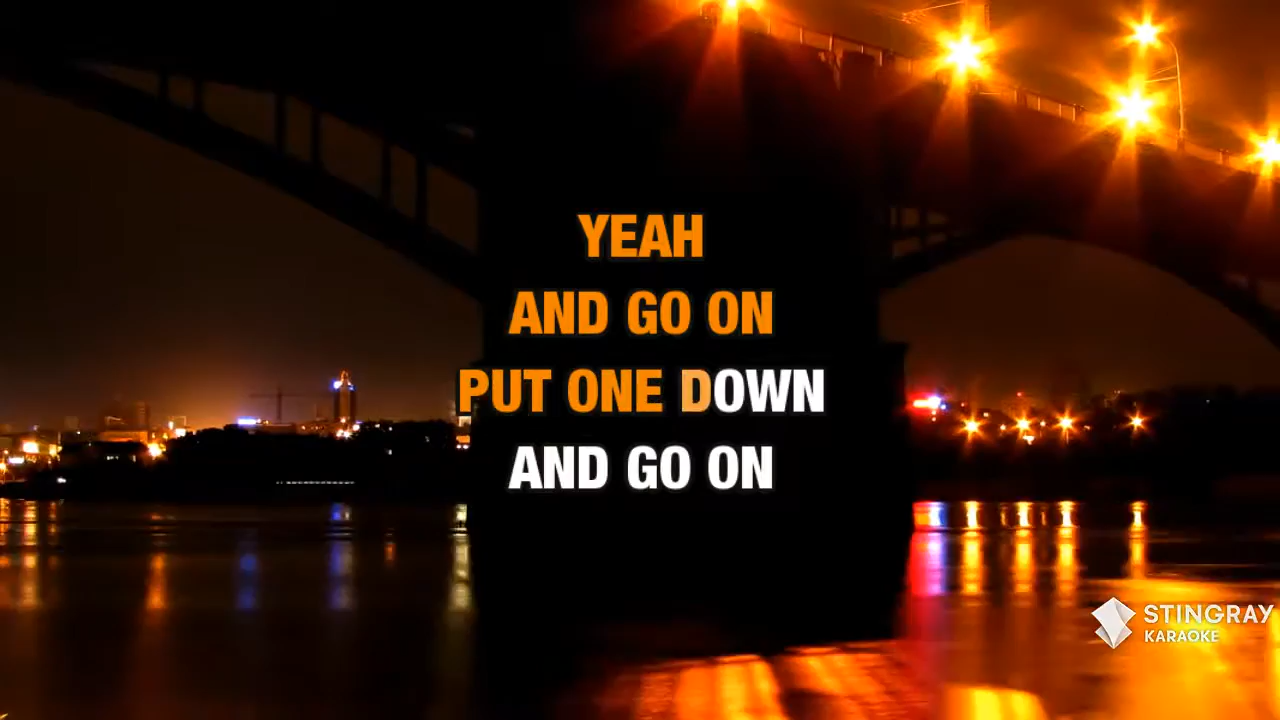 YEAH
AND GO ON
PUT ONE DOWN
AND GO ON
STINGRAY
KARAOKE